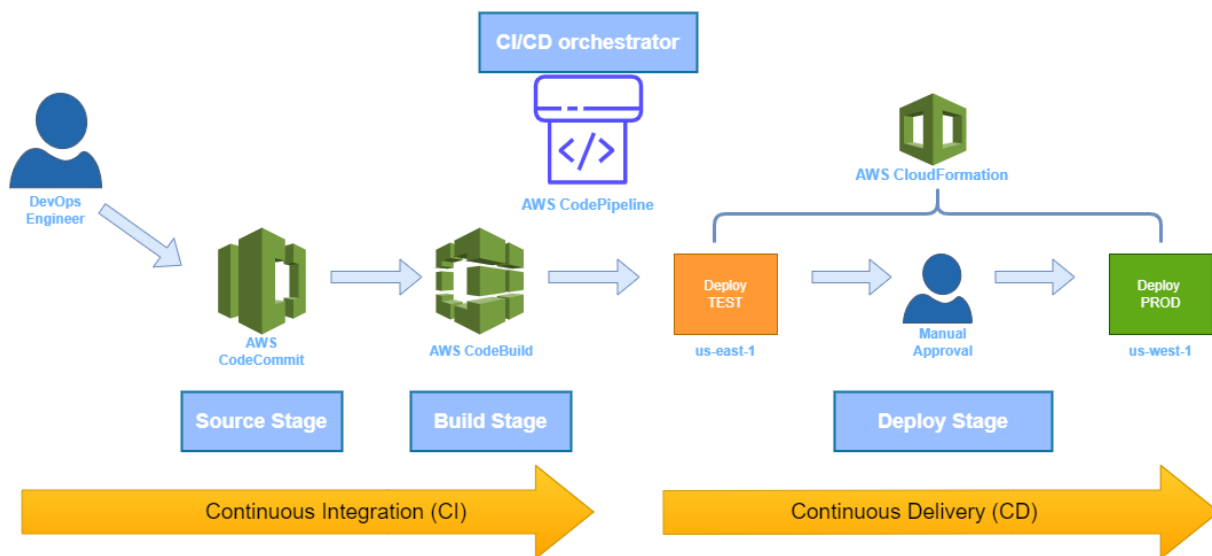 CI/CD orchestrator
DevOps
Engineer
AWS CodePipeline
AWS CloudFormation
AWS
CodeCommit
AWS CodeBuild
Deploy
TEST
us-east-1
Manual
Approval
Deploy
PROD
us-west-1
Source Stage
Build Stage
Deploy Stage
Continuous Integration (CI)
Continuous Delivery (CD)